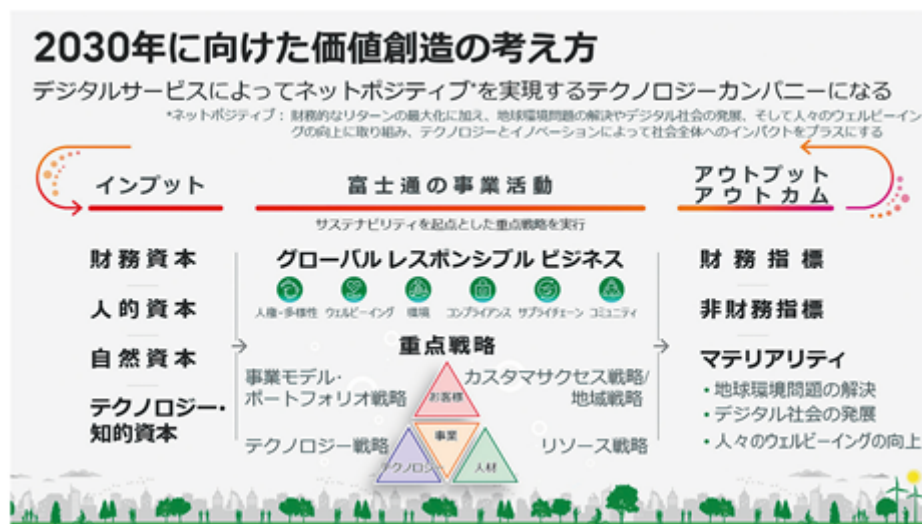 2030年に向けた価値創造の考え方
デジタルサービスによってネットポジティブ*を実現するテクノロジーカンパニーになる
*ネットポジティブ： 財務的なリターンの最大化に加え、地球環境問題の解決やデジタル社会の発展、そして人々のウェルビーイン
グの向上に取り組み、テクノロジーとイノベーションによって社会全体へのインパクトをプラスにする
インプット
財務資本
人的資本
自然資本
テクノロジー・
知的資本
富士通の事業活動
サステナビリティを起点とした重点戦略を実行
グローバル レスポンシブル ビジネス
人権・多様性 ウェルビーイング 環境 コンプライアンス サプライチェーン コミュニティ
重点戦略
事業モデル・
ポートフォリオ戦略
カスタマサクセス戦略/
地域戦略
テクノロジー戦略
リソース戦略
お客様
事業
テクノロジー
人材
アウトプット
アウトカム
財務指標
非財務指標
マテリアリティ
・地球環境問題の解決
・デジタル社会の発展
・人々のウェルビーイングの向上